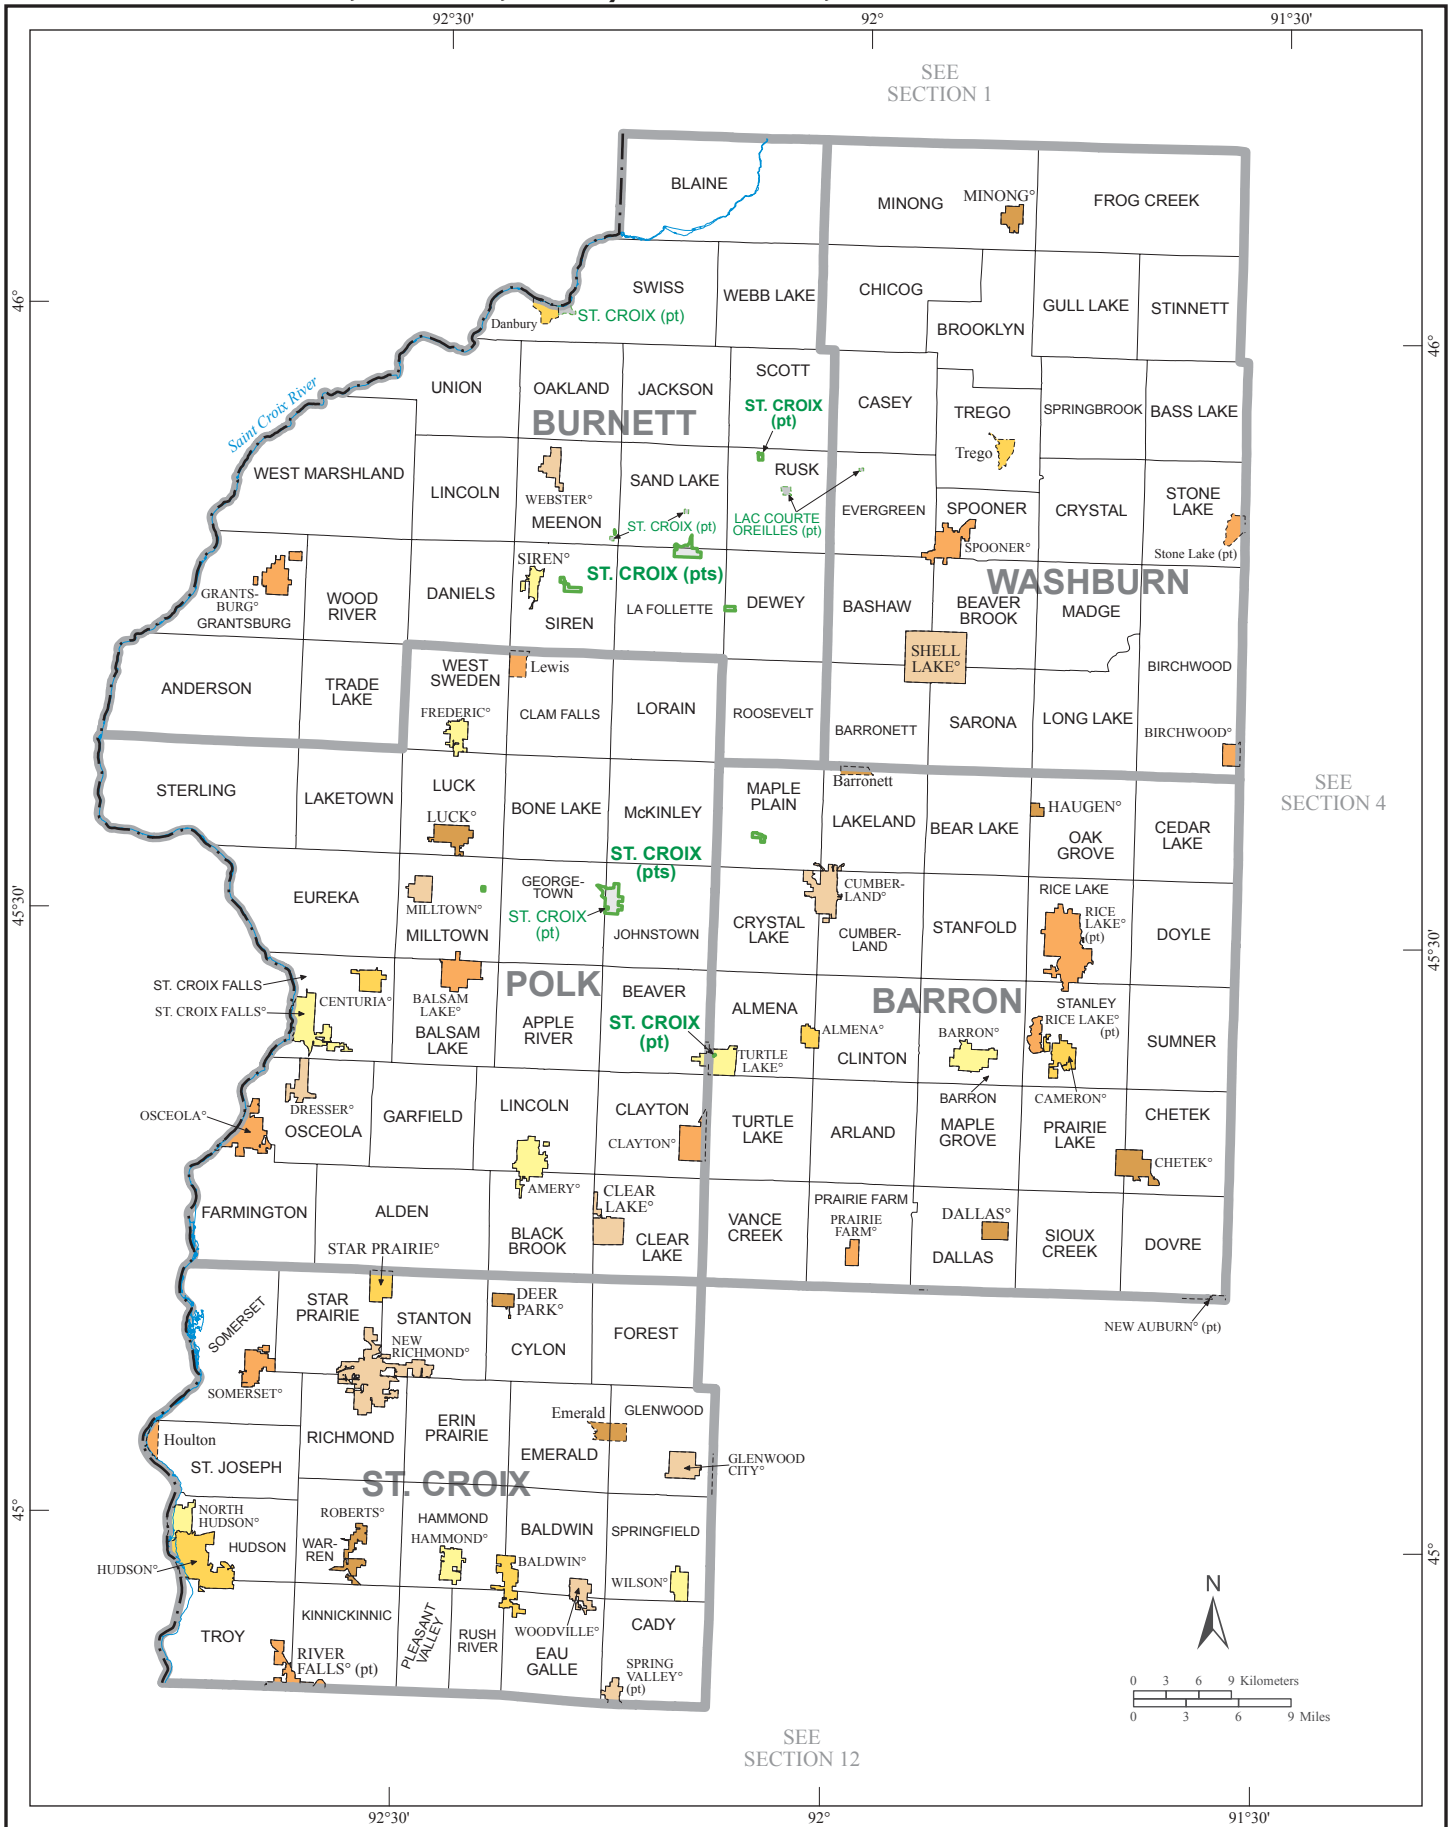 92°30'
92°
91°30'
SEE
SECTION 1
BLAINE
MINONG
MINONG°
FROG CREEK
46°
SWISS
WEBB LAKE
CHICOG
BROOKLYN
GULL LAKE
STINNETT
Danbury
ST. CROIX (pt)
46°
Saint Croix River
UNION
OAKLAND
JACKSON
SCOTT
BURNETT
ST. CROIX
(pt)
CASEY
TREGO
Trego
SPRINGBROOK
BASS LAKE
WEST MARSHLAND
LINCOLN
WEBSTER°
MEENON
SAND LAKE
ST. CROIX (pt)
RUSK
LAC COURTE
OREILLES (pt)
EVERGREEN
SPOONER
SPOONER°
CRYSTAL
STONE
LAKE
Stone Lake (pt)
WASHBURN
GRANTS-
BURG°
GRANTSBURG
WOOD
RIVER
DANIELS
SIREN°
SIREN
ST. CROIX (pts)
LA FOLLETTE
DEWEY
BASHAW
BEAVER
BROOK
MADGE
SHELL
LAKE°
BIRCHWOOD
ANDERSON
TRADE
LAKE
WEST
SWEDEN
Lewis
FREDERIC°
CLAM FALLS
LORAIN
ROOSEVELT
BARRONETT
SARONA
LONG LAKE
BIRCHWOOD°
STERLING
LAKETOWN
LUCK
LUCK°
BONE LAKE
McKINLEY
MAPLE
PLAIN
Barronett
LAKELAND
BEAR LAKE
HAUGEN°
OAK
GROVE
CEDAR
LAKE
SEE
SECTION 4
ST. CROIX
(pts)
45°30'
EUREKA
MILLTOWN°
MILLTOWN
GEORGE-
TOWN
ST. CROIX
(pt)
JOHNSTOWN
CRYSTAL
LAKE
CUMBER-
LAND°
CUMBER-
LAND
STANFOLD
RICE LAKE
RICE
LAKE°
(pt)
DOYLE
45°30'
ST. CROIX FALLS
ST. CROIX FALLS°
CENTURIA°
BALSAM
LAKE°
BALSAM
LAKE
POLK
APPLE
RIVER
BEAVER
ST. CROIX
(pt)
TURTLE
LAKE°
ALMENA
ALMENA°
BARRON
CLINTON
BARRON°
BARRON
STANLEY
RICE LAKE°
(pt)
CAMERON°
SUMNER
OSCEOLA°
DRESSER°
OSCEOLA
GARFIELD
LINCOLN
AMERY°
CLAYTON
CLAYTON°
TURTLE
LAKE
ARLAND
MAPLE
GROVE
PRAIRIE
LAKE
CHETEK
CHETEK°
FARMINGTON
ALDEN
STAR PRAIRIE°
BLACK
BROOK
CLEAR
LAKE°
CLEAR
LAKE
VANCE
CREEK
PRAIRIE FARM
PRAIRIE
FARM°
DALLAS°
DALLAS
SIOUX
CREEK
DOVRE
NEW AUBURN° (pt)
SOMERSET
SOMERSET°
STAR
PRAIRIE
STANTON
NEW
RICHMOND°
DEER
PARK°
CYLON
FOREST
Houlton
ST. JOSEPH
RICHMOND
ERIN
PRAIRIE
Emerald
EMERALD
GLENWOOD
GLENWOOD
CITY°
ST. CROIX
45°
NORTH
HUDSON°
HUDSON
HUDSON°
ROBERTS°
WAR-
REN
HAMMOND
HAMMOND°
BALDWIN
BALDWIN°
SPRINGFIELD
WILSON°
WOODVILLE°
45°
TROY
KINNICKINNIC
RIVER
FALLS° (pt)
PLEASANT
VALLEY
RUSH
RIVER
EAU
GALLE
CADY
SPRING
VALLEY°
(pt)
N
0 3 6 9 Kilometers
0 3 6 9 Miles
SEE
SECTION 12
92°30'
92°
91°30'